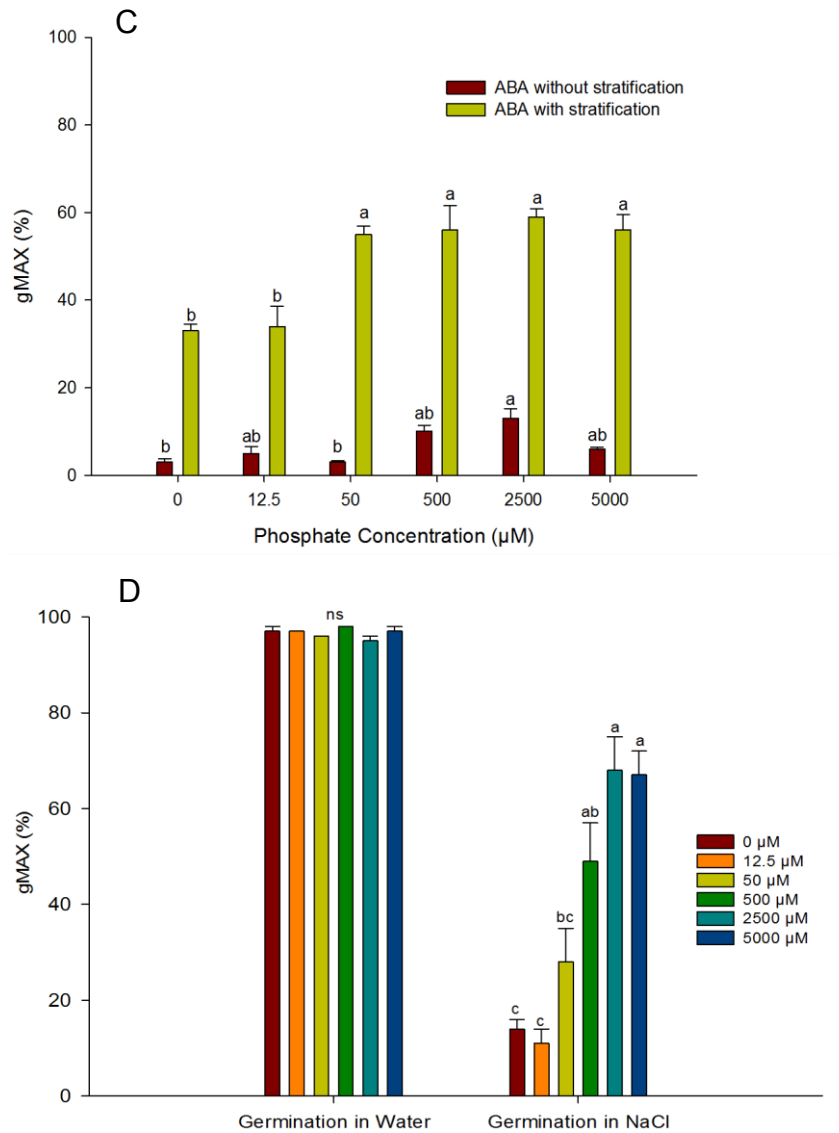 C
100
80
60
40
20
0
gMAX (%)
ABA without stratification
ABA with stratification
b
b
ab
b
b
a
ab
a
a
a
ab
a
0 12.5 50 500 2500 5000
Phosphate Concentration (µM)
D
100
80
60
40
20
0
gMAX (%)
ns
c
c
bc
ab
a
a
0 µM
12.5 µM
50 µM
500 µM
2500 µM
5000 µM
Germination in Water Germination in NaCl